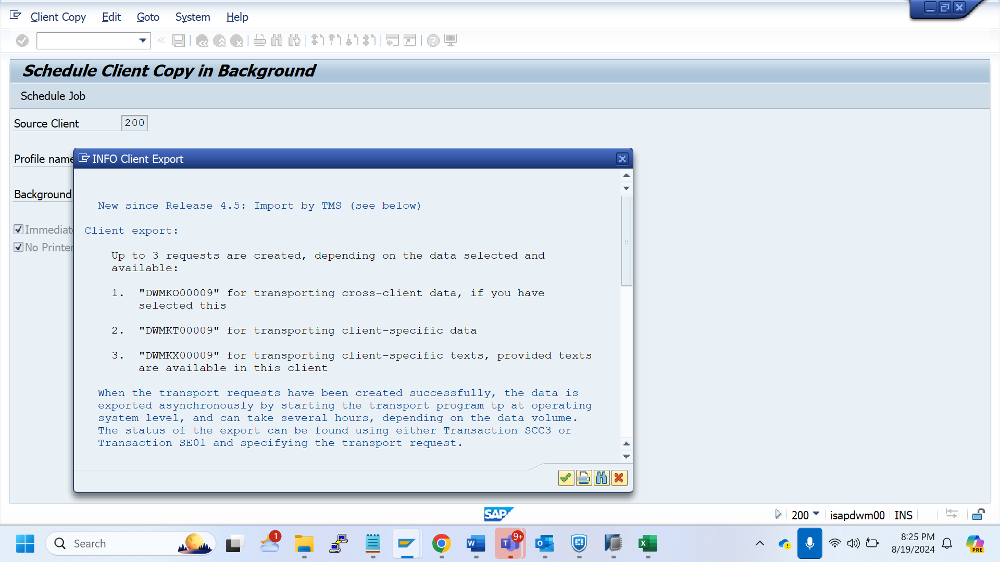 Client Copy Edit Goto System Help
Schedule Client Copy in Background
Schedule Job
Source Client 200
Profile name
Background
Immediat
No Printer
INFO Client Export
New since Release 4.5: Import by TMS (see below)
Client export:
Up to 3 requests are created, depending on the data selected and
available:
1. "DWMKO00009" for transporting cross-client data, if you have
selected this
2. "DWMKT00009" for transporting client-specific data
3. "DWMKX00009" for transporting client-specific texts, provided texts
are available in this client
When the transport requests have been created successfully, the data is
exported asynchronously by starting the transport program tp at operating
system level, and can take several hours, depending on the data volume.
The status of the export can be found using either Transaction SCC3 or
Transaction SE01 and specifying the transport request.
SAP
200 isapdwm00 INS
Search
1
9+
8:25 PM
8/19/2024
PRE